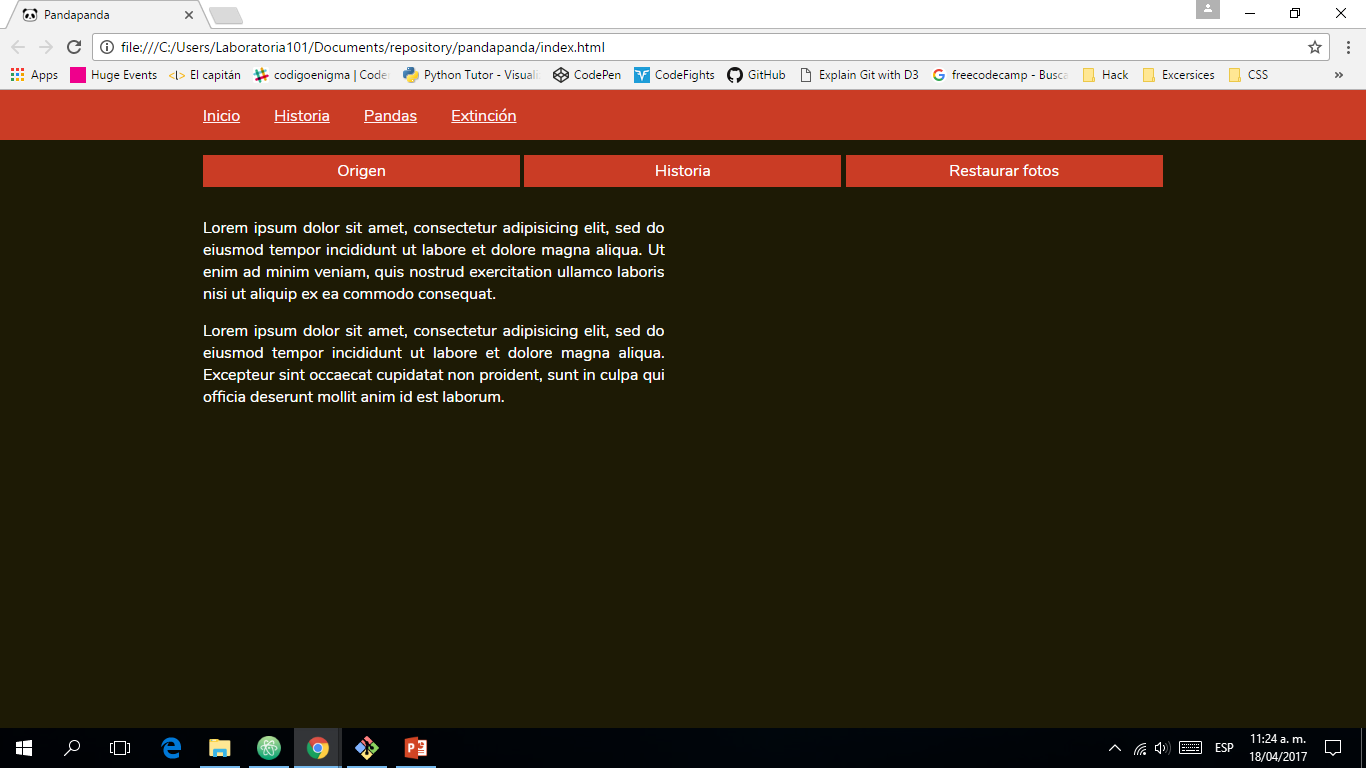 Pandapanda
file:///C:/Users/Laboratoria101/Documents/repository/pandapanda/index.html
Apps Huge Events El capitán codigoenigma | Code Python Tutor - Visuali CodePen CodeFights GitHub Explain Git with D3 freecodecamp - Busca Hack Excersices CSS »
Inicio Historia Pandas Extinción
Origen Historia Restaurar fotos
Lorem ipsum dolor sit amet, consectetur adipisicing elit, sed do
eiusmod tempor incididunt ut labore et dolore magna aliqua. Ut
enim ad minim veniam, quis nostrud exercitation ullamco laboris
nisi ut aliquip ex ea commodo consequat.
Lorem ipsum dolor sit amet, consectetur adipisicing elit, sed do
eiusmod tempor incididunt ut labore et dolore magna aliqua.
Excepteur sint occaecat cupidatat non proident, sunt in culpa qui
officia deserunt mollit anim id est laborum.
ESP
11:24 a. m.
18/04/2017